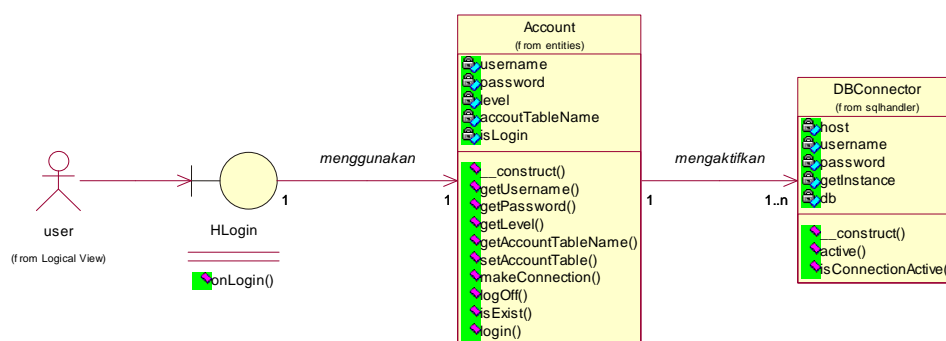 user
(from Logical View)
HLogin
onLogin()
menggunakan
1
1
Account
(from entities)
username
password
level
accoutTableName
isLogin
__construct()
getUsername()
getPassword()
getLevel()
getAccountTableName()
setAccountTable()
makeConnection()
logOff()
isExist()
login()
mengaktifkan
1
1..n
DBConnector
(from sqlhandler)
host
username
password
getInstance
db
__construct()
active()
isConnectionActive()